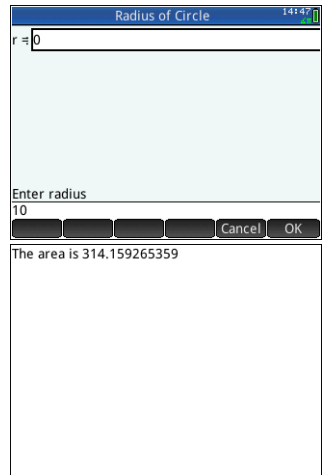 Radius of Circle 14:47
r = 0
Enter radius
10
Cancel OK
The area is 314.159265359